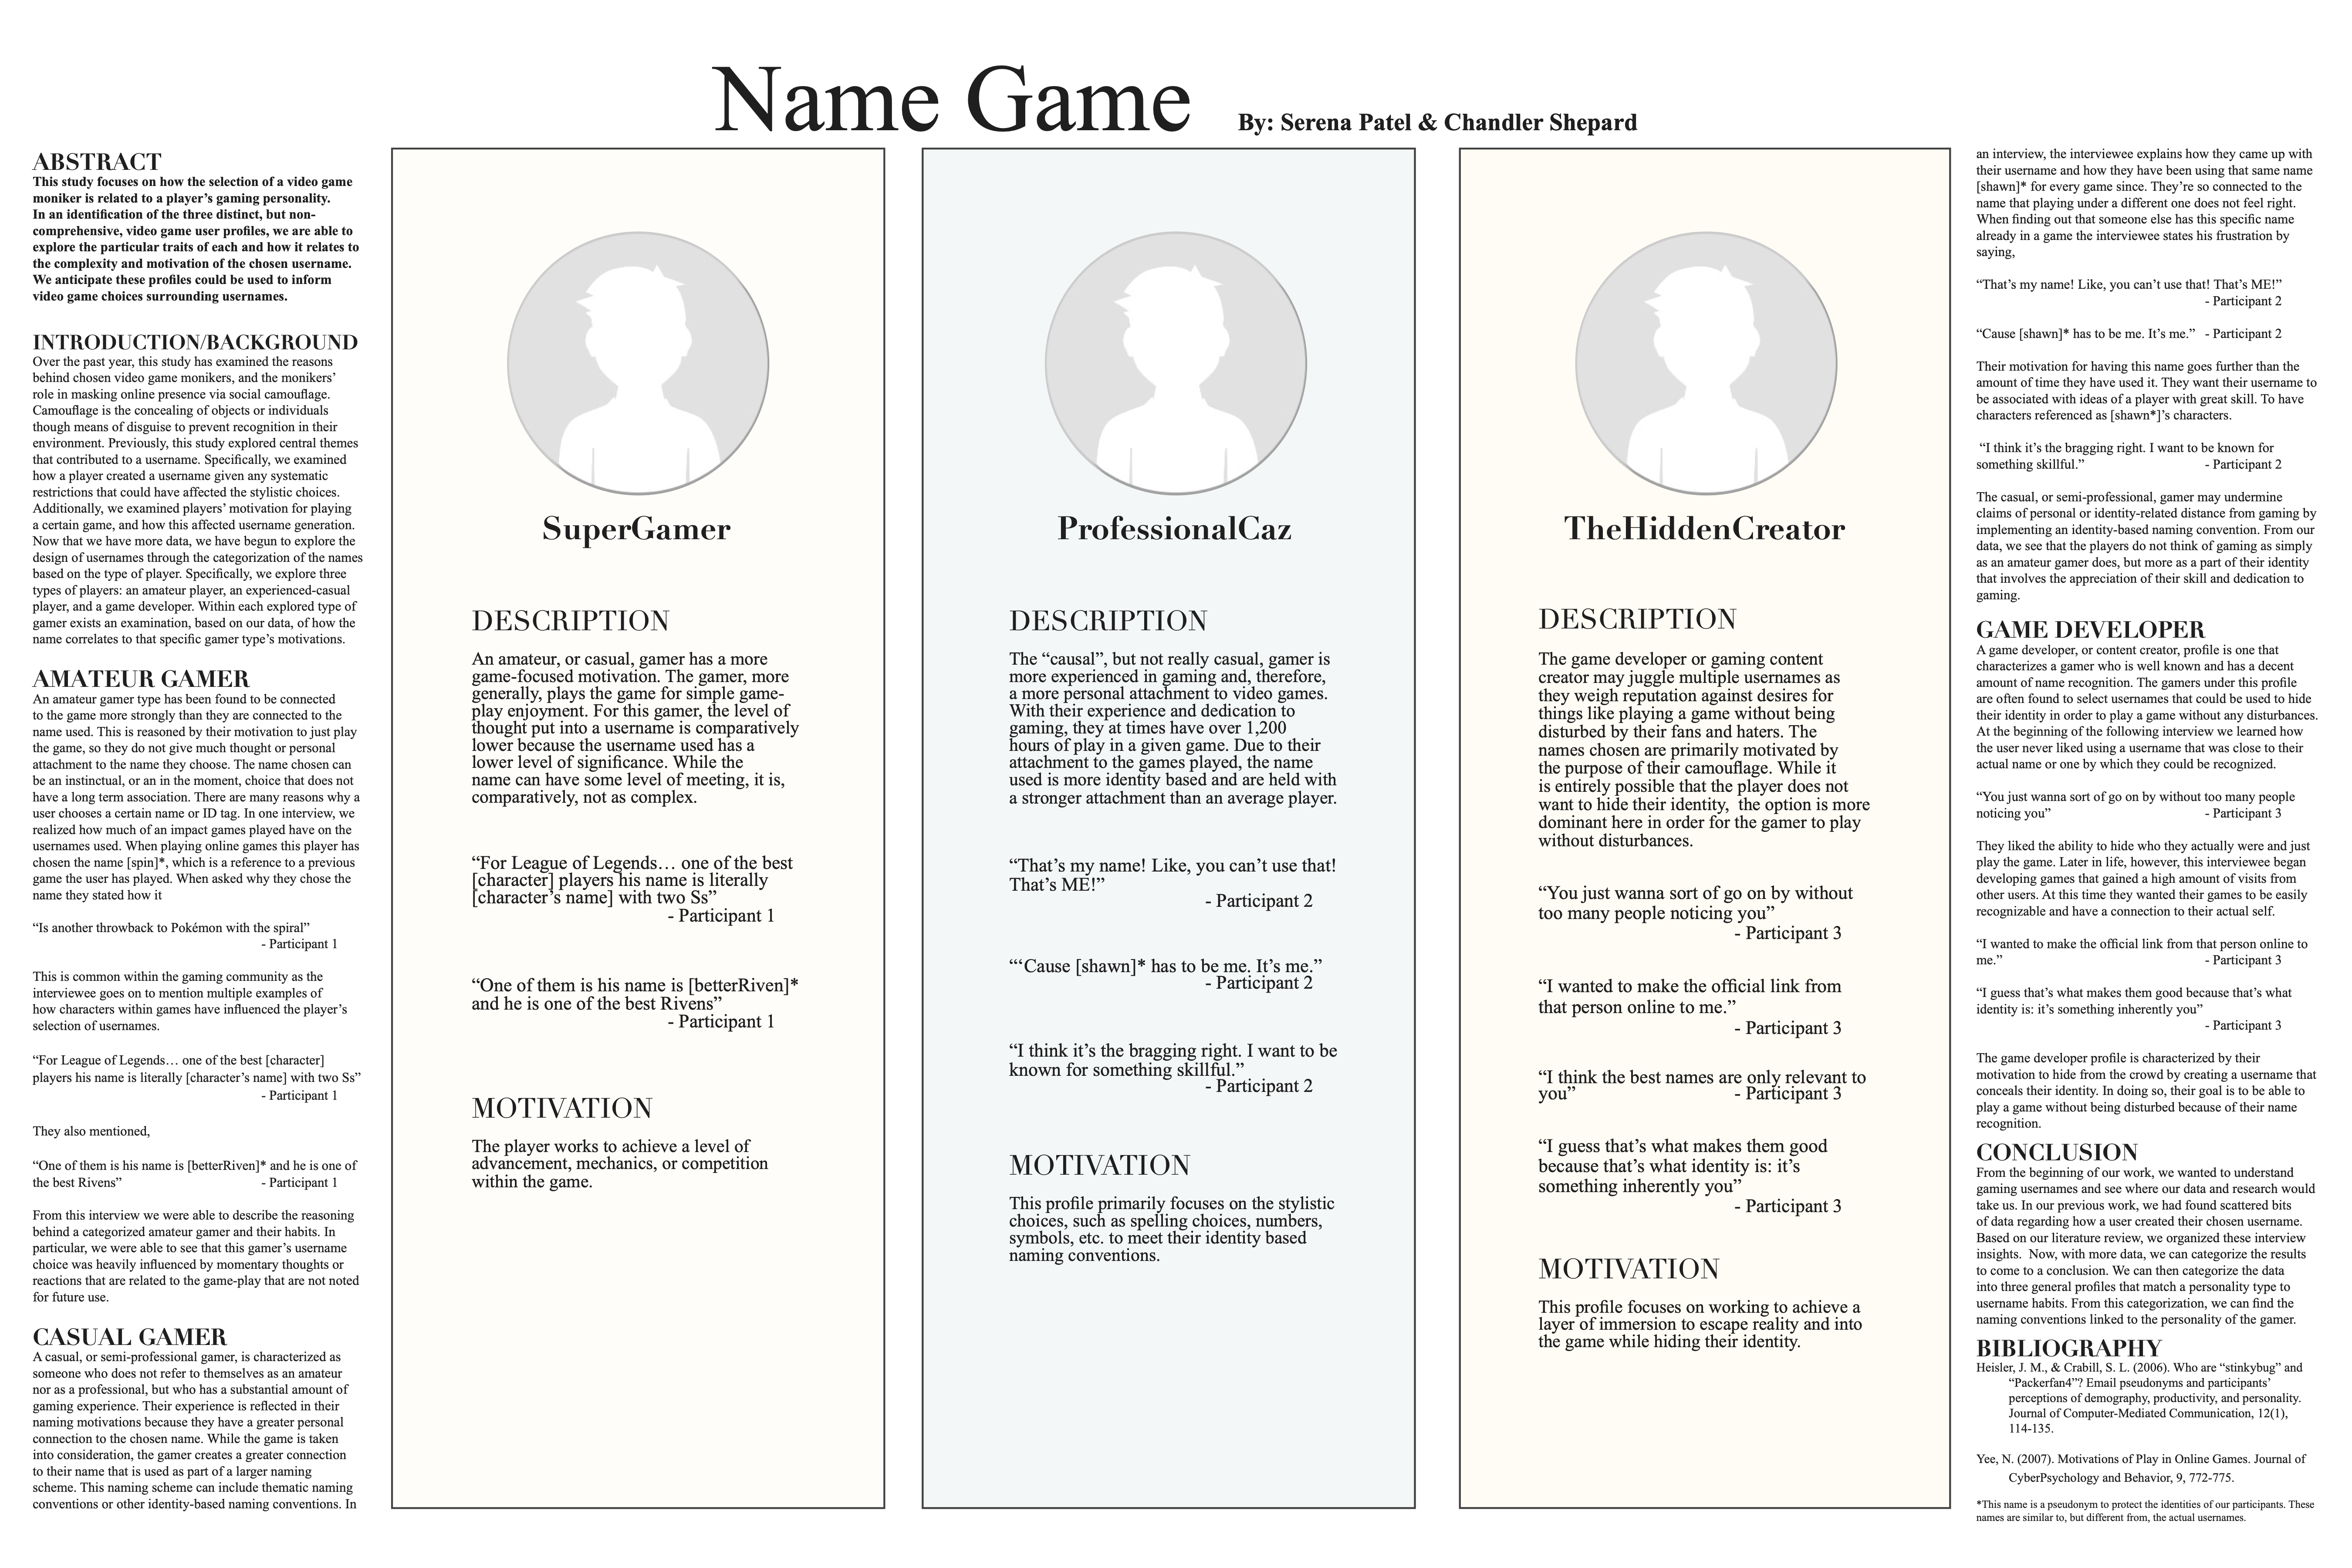 Name Game
By: Serena Patel & Chandler Shepard
ABSTRACT
This study focuses on how the selection of a video game
moniker is related to a player’s gaming personality.
In an identification of the three distinct, but non-
comprehensive, video game user profiles, we are able to
explore the particular traits of each and how it relates to
the complexity and motivation of the chosen username.
We anticipate these profiles could be used to inform
video game choices surrounding usernames.
INTRODUCTION/BACKGROUND
Over the past year, this study has examined the reasons
behind chosen video game monikers, and the monikers’
role in masking online presence via social camouflage.
Camouflage is the concealing of objects or individuals
though means of disguise to prevent recognition in their
environment. Previously, this study explored central themes
that contributed to a username. Specifically, we examined
how a player created a username given any systematic
restrictions that could have affected the stylistic choices.
Additionally, we examined players’ motivation for playing
a certain game, and how this affected username generation.
Now that we have more data, we have begun to explore the
design of usernames through the categorization of the names
based on the type of player. Specifically, we explore three
types of players: an amateur player, an experienced-casual
player, and a game developer. Within each explored type of
gamer exists an examination, based on our data, of how the
name correlates to that specific gamer type’s motivations.
AMATEUR GAMER
An amateur gamer type has been found to be connected
to the game more strongly than they are connected to the
name used. This is reasoned by their motivation to just play
the game, so they do not give much thought or personal
attachment to the name they choose. The name chosen can
be an instinctual, or an in the moment, choice that does not
have a long term association. There are many reasons why a
user chooses a certain name or ID tag. In one interview, we
realized how much of an impact games played have on the
usernames used. When playing online games this player has
chosen the name [spin]*, which is a reference to a previous
game the user has played. When asked why they chose the
name they stated how it
“Is another throwback to Pokémon with the spiral”
- Participant 1
This is common within the gaming community as the
interviewee goes on to mention multiple examples of
how characters within games have influenced the player’s
selection of usernames.
“For League of Legends… one of the best [character]
players his name is literally [character’s name] with two Ss”
- Participant 1
They also mentioned,
“One of them is his name is [betterRiven]* and he is one of
the best Rivens” - Participant 1
From this interview we were able to describe the reasoning
behind a categorized amateur gamer and their habits. In
particular, we were able to see that this gamer’s username
choice was heavily influenced by momentary thoughts or
reactions that are related to the game-play that are not noted
for future use.
CASUAL GAMER
A casual, or semi-professional gamer, is characterized as
someone who does not refer to themselves as an amateur
nor as a professional, but who has a substantial amount of
gaming experience. Their experience is reflected in their
naming motivations because they have a greater personal
connection to the chosen name. While the game is taken
into consideration, the gamer creates a greater connection
to their name that is used as part of a larger naming
scheme. This naming scheme can include thematic naming
conventions or other identity-based naming conventions. In
SuperGamer
DESCRIPTION
An amateur, or casual, gamer has a more
game-focused motivation. The gamer, more
generally, plays the game for simple game-
play enjoyment. For this gamer, the level of
thought put into a username is comparatively
lower because the username used has a
lower level of significance. While the
name can have some level of meeting, it is,
comparatively, not as complex.
“For League of Legends… one of the best
[character] players his name is literally
[character’s name] with two Ss”
- Participant 1
“One of them is his name is [betterRiven]*
and he is one of the best Rivens”
- Participant 1
MOTIVATION
The player works to achieve a level of
advancement, mechanics, or competition
within the game.
ProfessionalCaz
DESCRIPTION
The “causal”, but not really casual, gamer is
more experienced in gaming and, therefore,
a more personal attachment to video games.
With their experience and dedication to
gaming, they at times have over 1,200
hours of play in a given game. Due to their
attachment to the games played, the name
used is more identity based and are held with
a stronger attachment than an average player.
“That’s my name! Like, you can’t use that!
That’s ME!”
- Participant 2
“‘Cause [shawn]* has to be me. It’s me.”
- Participant 2
“I think it’s the bragging right. I want to be
known for something skillful.”
- Participant 2
MOTIVATION
This profile primarily focuses on the stylistic
choices, such as spelling choices, numbers,
symbols, etc. to meet their identity based
naming conventions.
TheHiddenCreator
DESCRIPTION
The game developer or gaming content
creator may juggle multiple usernames as
they weigh reputation against desires for
things like playing a game without being
disturbed by their fans and haters. The
names chosen are primarily motivated by
the purpose of their camouflage. While it
is entirely possible that the player does not
want to hide their identity,  the option is more
dominant here in order for the gamer to play
without disturbances.
“You just wanna sort of go on by without
too many people noticing you”
- Participant 3
“I wanted to make the official link from
that person online to me.”
- Participant 3
“I think the best names are only relevant to
you” - Participant 3
“I guess that’s what makes them good
because that’s what identity is: it’s
something inherently you”
- Participant 3
MOTIVATION
This profile focuses on working to achieve a
layer of immersion to escape reality and into
the game while hiding their identity.
an interview, the interviewee explains how they came up with
their username and how they have been using that same name
[shawn]* for every game since. They’re so connected to the
name that playing under a different one does not feel right.
When finding out that someone else has this specific name
already in a game the interviewee states his frustration by
saying,
“That’s my name! Like, you can’t use that! That’s ME!”
- Participant 2
“Cause [shawn]* has to be me. It’s me.” - Participant 2
Their motivation for having this name goes further than the
amount of time they have used it. They want their username to
be associated with ideas of a player with great skill. To have
characters referenced as [shawn*]’s characters.
“I think it’s the bragging right. I want to be known for
something skillful.” - Participant 2
The casual, or semi-professional, gamer may undermine
claims of personal or identity-related distance from gaming by
implementing an identity-based naming convention. From our
data, we see that the players do not think of gaming as simply
as an amateur gamer does, but more as a part of their identity
that involves the appreciation of their skill and dedication to
gaming.
GAME DEVELOPER
A game developer, or content creator, profile is one that
characterizes a gamer who is well known and has a decent
amount of name recognition. The gamers under this profile
are often found to select usernames that could be used to hide
their identity in order to play a game without any disturbances.
At the beginning of the following interview we learned how
the user never liked using a username that was close to their
actual name or one by which they could be recognized.
“You just wanna sort of go on by without too many people
noticing you” - Participant 3
They liked the ability to hide who they actually were and just
play the game. Later in life, however, this interviewee began
developing games that gained a high amount of visits from
other users. At this time they wanted their games to be easily
recognizable and have a connection to their actual self.
“I wanted to make the official link from that person online to
me.” - Participant 3
“I guess that’s what makes them good because that’s what
identity is: it’s something inherently you”
- Participant 3
The game developer profile is characterized by their
motivation to hide from the crowd by creating a username that
conceals their identity. In doing so, their goal is to be able to
play a game without being disturbed because of their name
recognition.
CONCLUSION
From the beginning of our work, we wanted to understand
gaming usernames and see where our data and research would
take us. In our previous work, we had found scattered bits
of data regarding how a user created their chosen username.
Based on our literature review, we organized these interview
insights.  Now, with more data, we can categorize the results
to come to a conclusion. We can then categorize the data
into three general profiles that match a personality type to
username habits. From this categorization, we can find the
naming conventions linked to the personality of the gamer.
BIBLIOGRAPHY
Heisler, J. M., & Crabill, S. L. (2006). Who are “stinkybug” and
“Packerfan4”? Email pseudonyms and participants’
perceptions of demography, productivity, and personality.
Journal of Computer-Mediated Communication, 12(1),
114-135.
Yee, N. (2007). Motivations of Play in Online Games. Journal of
CyberPsychology and Behavior, 9, 772-775.
*This name is a pseudonym to protect the identities of our participants. These
names are similar to, but different from, the actual usernames.